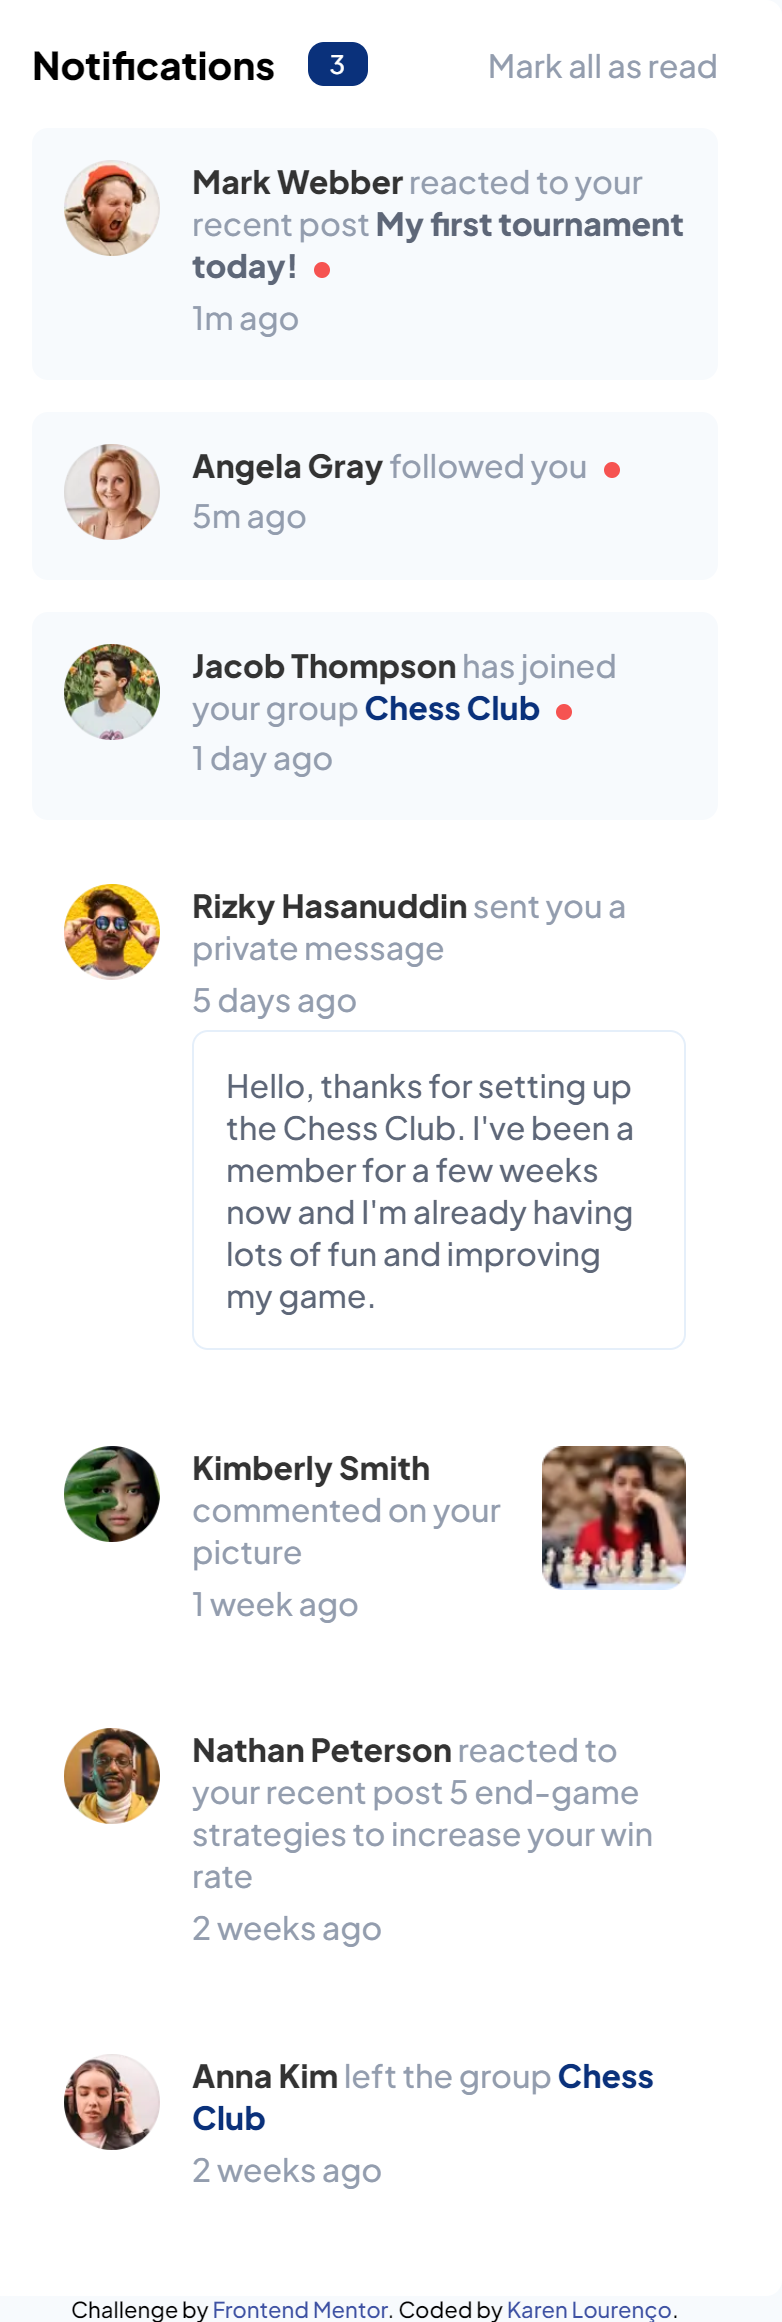 Notifications 3 Mark all as read
Mark Webber reacted to your
recent post My first tournament
today!
1m ago
Angela Gray followed you
5m ago
Jacob Thompson has joined
your group Chess Club
1 day ago
Rizky Hasanuddin sent you a
private message
5 days ago
Hello, thanks for setting up
the Chess Club. I've been a
member for a few weeks
now and I'm already having
lots of fun and improving
my game.
Kimberly Smith
commented on your
picture
1 week ago
Nathan Peterson reacted to
your recent post 5 end-game
strategies to increase your win
rate
2 weeks ago
Anna Kim left the group Chess
Club
2 weeks ago
Challenge by Frontend Mentor. Coded by Karen Lourenço.